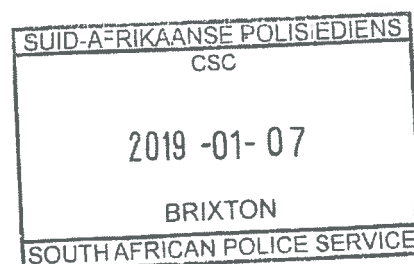 SUID-AFRIKAANSE POLISIEDIENS
CSC
2019 -01- 07
BRIXTON
SOUTH AFRICAN POLICE SERVICE